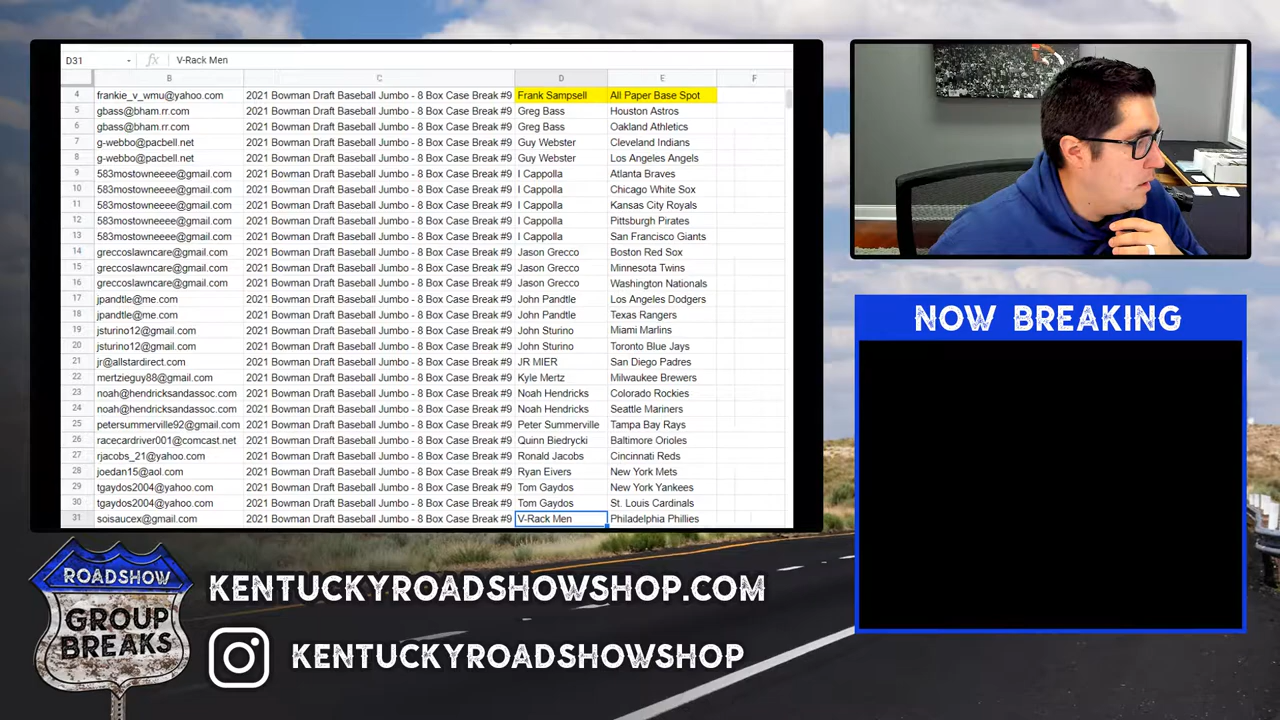 D31 fx V-Rack Men
B C D E F
4 frankie_v_wmu@yahoo.com 2021 Bowman Draft Baseball Jumbo - 8 Box Case Break #9 Frank Sampsell All Paper Base Spot
5 gbass@bham.rr.com 2021 Bowman Draft Baseball Jumbo - 8 Box Case Break #9 Greg Bass Houston Astros
6 gbass@bham.rr.com 2021 Bowman Draft Baseball Jumbo - 8 Box Case Break #9 Greg Bass Oakland Athletics
7 g-webbo@pacbell.net 2021 Bowman Draft Baseball Jumbo - 8 Box Case Break #9 Guy Webster Cleveland Indians
8 g-webbo@pacbell.net 2021 Bowman Draft Baseball Jumbo - 8 Box Case Break #9 Guy Webster Los Angeles Angels
9 583mostowneeee@gmail.com 2021 Bowman Draft Baseball Jumbo - 8 Box Case Break #9 I Cappolla Atlanta Braves
10 583mostowneeee@gmail.com 2021 Bowman Draft Baseball Jumbo - 8 Box Case Break #9 I Cappolla Chicago White Sox
11 583mostowneeee@gmail.com 2021 Bowman Draft Baseball Jumbo - 8 Box Case Break #9 I Cappolla Kansas City Royals
12 583mostowneeee@gmail.com 2021 Bowman Draft Baseball Jumbo - 8 Box Case Break #9 I Cappolla Pittsburgh Pirates
13 583mostowneeee@gmail.com 2021 Bowman Draft Baseball Jumbo - 8 Box Case Break #9 I Cappolla San Francisco Giants
14 greccoslawncare@gmail.com 2021 Bowman Draft Baseball Jumbo - 8 Box Case Break #9 Jason Grecco Boston Red Sox
15 greccoslawncare@gmail.com 2021 Bowman Draft Baseball Jumbo - 8 Box Case Break #9 Jason Grecco Minnesota Twins
16 greccoslawncare@gmail.com 2021 Bowman Draft Baseball Jumbo - 8 Box Case Break #9 Jason Grecco Washington Nationals
17 jpandtle@me.com 2021 Bowman Draft Baseball Jumbo - 8 Box Case Break #9 John Pandtle Los Angeles Dodgers
18 jpandtle@me.com 2021 Bowman Draft Baseball Jumbo - 8 Box Case Break #9 John Pandtle Texas Rangers
19 jsturino12@gmail.com 2021 Bowman Draft Baseball Jumbo - 8 Box Case Break #9 John Sturino Miami Marlins
20 jsturino12@gmail.com 2021 Bowman Draft Baseball Jumbo - 8 Box Case Break #9 John Sturino Toronto Blue Jays
21 jr@allstardirect.com 2021 Bowman Draft Baseball Jumbo - 8 Box Case Break #9 JR MIER San Diego Padres
22 mertzieguy88@gmail.com 2021 Bowman Draft Baseball Jumbo - 8 Box Case Break #9 Kyle Mertz Milwaukee Brewers
23 noah@hendricksandassoc.com 2021 Bowman Draft Baseball Jumbo - 8 Box Case Break #9 Noah Hendricks Colorado Rockies
24 noah@hendricksandassoc.com 2021 Bowman Draft Baseball Jumbo - 8 Box Case Break #9 Noah Hendricks Seattle Mariners
25 petersummerville92@gmail.com 2021 Bowman Draft Baseball Jumbo - 8 Box Case Break #9 Peter Summerville Tampa Bay Rays
26 racecardriver001@comcast.net 2021 Bowman Draft Baseball Jumbo - 8 Box Case Break #9 Quinn Biedrycki Baltimore Orioles
27 rjacobs_21@yahoo.com 2021 Bowman Draft Baseball Jumbo - 8 Box Case Break #9 Ronald Jacobs Cincinnati Reds
28 joedan15@aol.com 2021 Bowman Draft Baseball Jumbo - 8 Box Case Break #9 Ryan Eivers New York Mets
29 tgaydos2004@yahoo.com 2021 Bowman Draft Baseball Jumbo - 8 Box Case Break #9 Tom Gaydos New York Yankees
30 tgaydos2004@yahoo.com 2021 Bowman Draft Baseball Jumbo - 8 Box Case Break #9 Tom Gaydos St. Louis Cardinals
31 soisaucex@gmail.com 2021 Bowman Draft Baseball Jumbo - 8 Box Case Break #9 V-Rack Men Philadelphia Phillies
NOW BREAKING
ROADSHOW
GROUP
BREAKS
KENTUCKYROADSHOWSHOP.COM
KENTUCKYROADSHOWSHOP